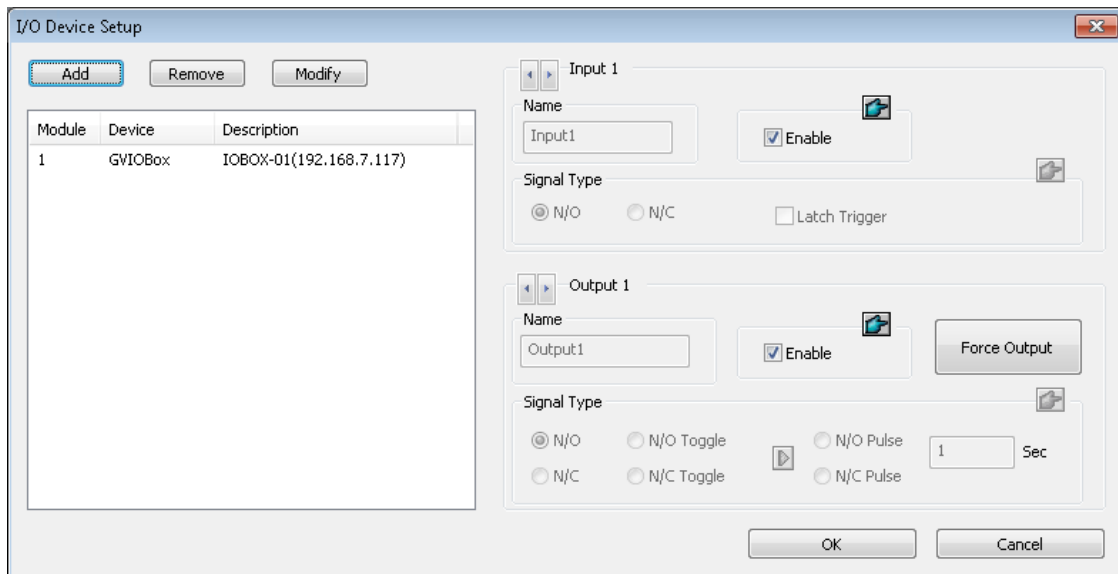 I/O Device Setup
Add Remove Modify
Module Device Description
1 GVIOBox IOBOX-01(192.168.7.117)
Input 1
Name
Input1
Enable
Signal Type
N/O N/C Latch Trigger
Output 1
Name
Output1
Enable
Force Output
Signal Type
N/O N/O Toggle N/O Pulse
1 Sec
N/C N/C Toggle N/C Pulse
OK Cancel